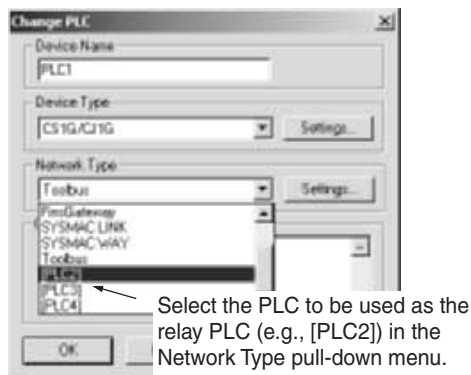 Change PLC
Device Name
PLC1
Device Type
CS1G/CJ1G
Settings...
Network Type
Toolbus
Settings...
FinsGateway
SYSMAC LINK
SYSMAC WAY
Toolbus
[PLC2]
[PLC3]
[PLC4]
Select the PLC to be used as the
relay PLC (e.g., [PLC2]) in the
Network Type pull-down menu.
OK